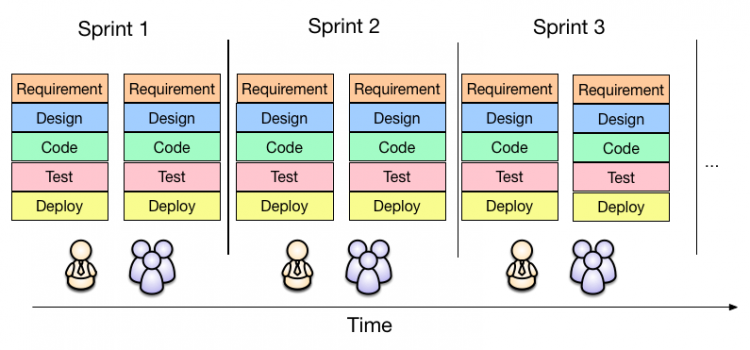 Sprint 1
Sprint 2
Sprint 3
Requirement
Requirement
Requirement
Requirement
Requirement
Requirement
Design
Design
Design
Design
Design
Design
Code
Code
Code
Code
Code
Code
...
Test
Test
Test
Test
Test
Test
Deploy
Deploy
Deploy
Deploy
Deploy
Deploy
Time